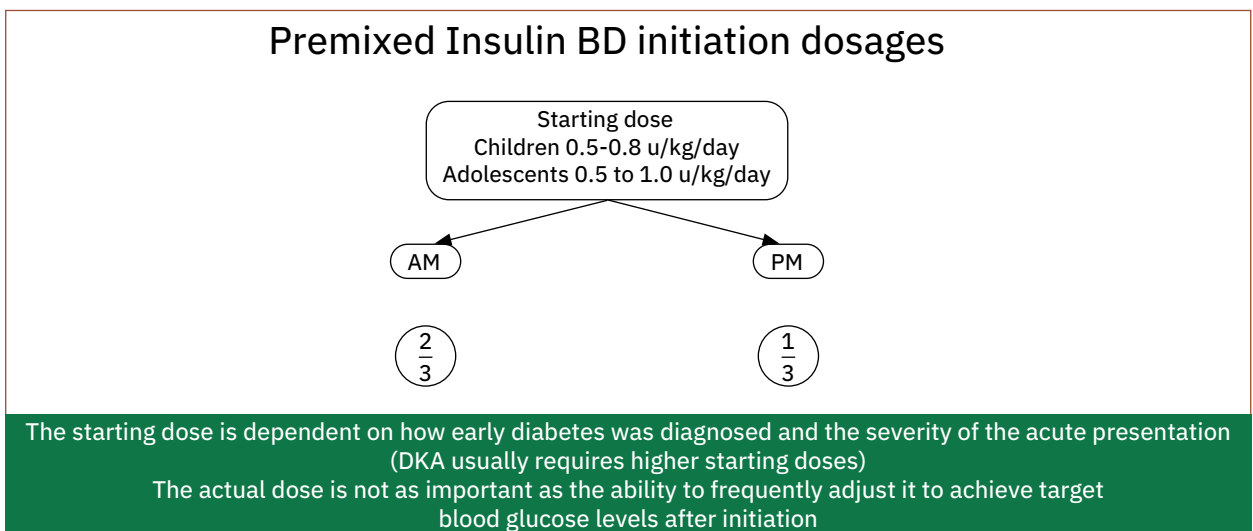 Premixed Insulin BD initiation dosages
Starting dose
Children 0.5-0.8 u/kg/day
Adolescents 0.5 to 1.0 u/kg/day
AM
PM
2
3
1
3
The starting dose is dependent on how early diabetes was diagnosed and the severity of the acute presentation
(DKA usually requires higher starting doses)
The actual dose is not as important as the ability to frequently adjust it to achieve target
blood glucose levels after initiation